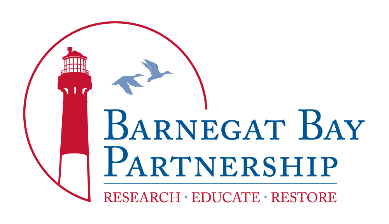 BARNEGAT BAY
PARTNERSHIP
RESEARCH · EDUCATE · RESTORE